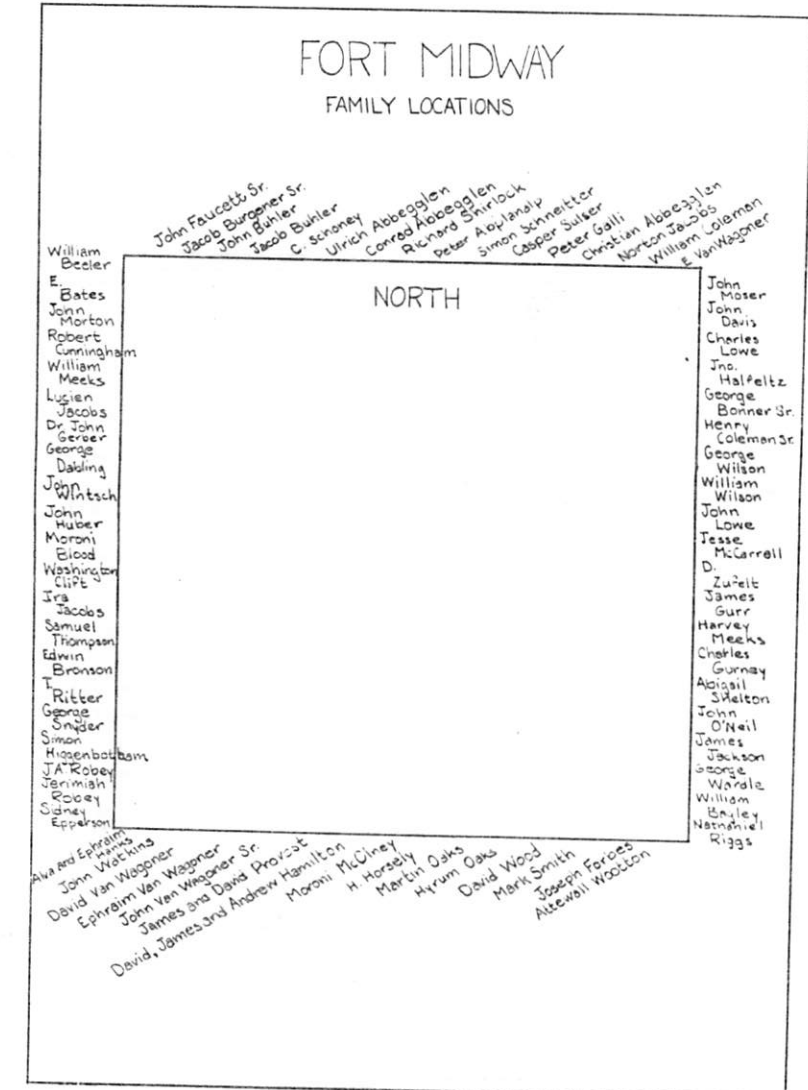 FORT MIDWAY
FAMILY LOCATIONS
John Faucett Sr.
Jacob Burgener Sr.
John Buhler
Jacob Buhler
C. Schoney
Ulrich Abbegglen
Conrad Abbegglen
Richard Shirlock
Peter Abplanalp
Simon Schneitter
Casper Sulser
Peter Galli
Christian Abbegglen
Norton Jacobs
William Coleman
E VanWagoner
NORTH
William
Beeler
E.
Bates
John
Morton
Robert
Cunningham
William
Meeks
Lucien
Jacobs
Dr. John
Gerber
George
Dabling
John
Wintsch
John
Huber
Moroni
Blood
Washington
Clift
Ira
Jacobs
Samuel
Thompson
Edwin
Bronson
T.
Ritter
George
Snyder
Simon
Higgenbotham
J.A. Robey
Jerimiah
Robey
Sidney
Epperson
John
Moser
John
Davis
Charles
Lowe
Jno.
Halfeltz
George
Bonner Sr.
Henry
Coleman Sr.
George
Wilson
William
Wilson
John
Lowe
Jesse
McCarrell
D.
Zufelt
James
Gurr
Harvey
Meeks
Charles
Gurney
Abigail
Shelton
John
O'Neil
James
Jackson
George
Wardle
William
Bagley
Nathaniel
Riggs
Alva and Ephraim
Hanks
John Watkins
David Van Wagoner
Ephraim Van Wagoner
John Van Wagoner Sr.
James and David Provost
David, James and Andrew Hamilton
Moroni McOlney
H. Horsely
Martin Oaks
Hyrum Oaks
David Wood
Mark Smith
Joseph Forbes
Attewall Wootton